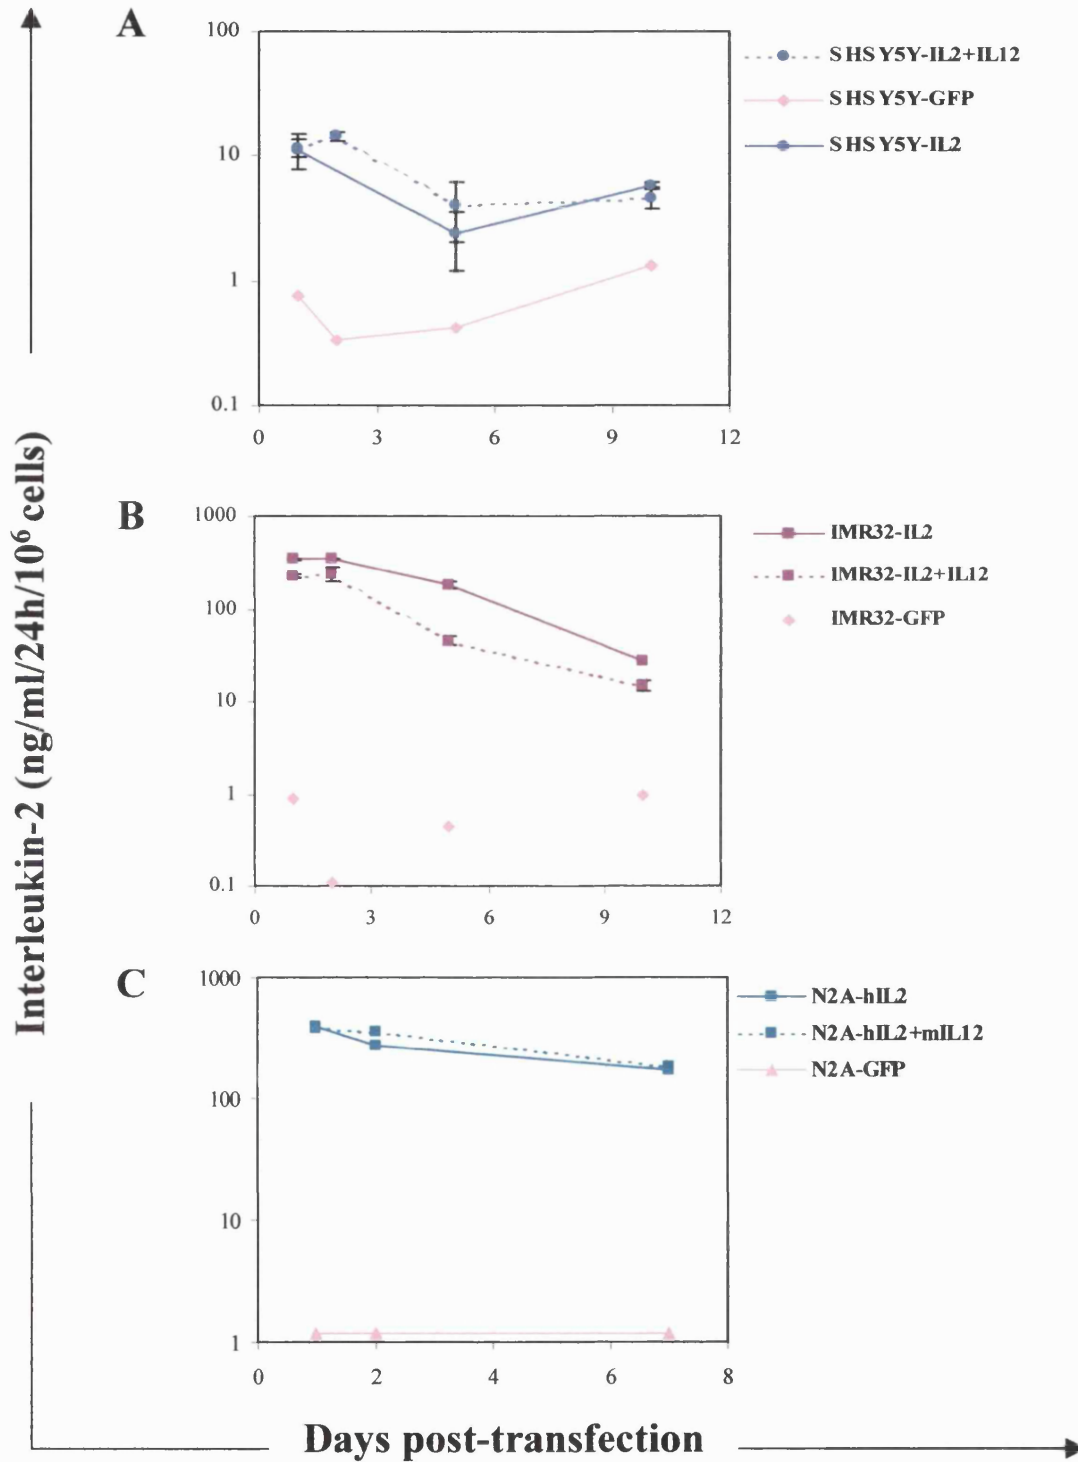 Interleukin-2 (ng/ml/24h/10⁶ cells)
A
100
10
1
0.1
0 3 6 9 12
SHSY5Y-IL2+IL12
SHSY5Y-GFP
SHSY5Y-IL2
B
1000
100
10
1
0.1
0 3 6 9 12
IMR32-IL2
IMR32-IL2+IL12
IMR32-GFP
C
1000
100
10
1
0 2 4 6 8
N2A-hIL2
N2A-hIL2+mIL12
N2A-GFP
Days post-transfection